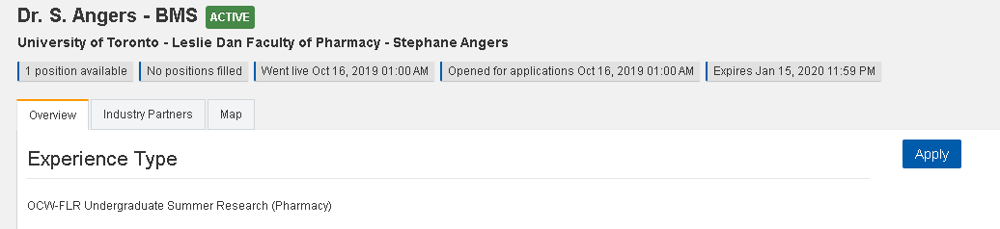 Dr. S. Angers - BMS ACTIVE
University of Toronto - Leslie Dan Faculty of Pharmacy - Stephane Angers
1 position available No positions filled Went live Oct 16, 2019 01:00 AM Opened for applications Oct 16, 2019 01:00 AM Expires Jan 15, 2020 11:59 PM
Overview Industry Partners Map
Experience Type Apply
OCW-FLR Undergraduate Summer Research (Pharmacy)